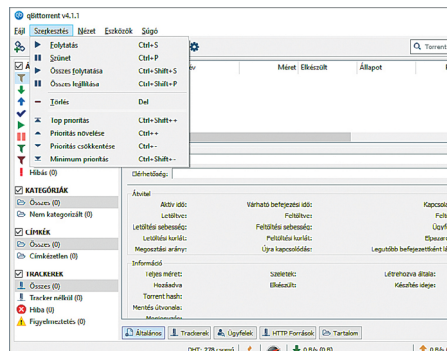 qBittorrent v4.1.1
Fájl Szerkesztés Nézet Eszközök Súgó
Folytatás Ctrl+S
Szünet Ctrl+P
Összes folytatása Ctrl+Shift+S
Összes leállítása Ctrl+Shift+P
Törlés Del
Top prioritás Ctrl+Shift++
Prioritás növelése Ctrl++
Prioritás csökkentése Ctrl+-
Minimum prioritás Ctrl+Shift+-
Torrent
Méret Elkészült Állapot
Hibás (0)
KATEGÓRIÁK
Összes (0)
Nem kategorizált (0)
CÍMKÉK
Összes (0)
Címkézetlen (0)
TRACKEREK
Összes (0)
Tracker nélkül (0)
Hiba (0)
Figyelmeztetés (0)
Elérhetőség:
Átvitel
Aktív idő: Várható befejezési idő:
Letöltve: Feltöltve:
Letöltési sebesség: Feltöltési sebesség:
Letöltési korlát: Feltöltési korlát:
Megosztási arány: Újra kapcsolódás:
Információ
Teljes méret: Szeletek: Létrehozva általa:
Hozzáadva Elkészült: Készítés ideje:
Torrent hash:
Mentés útvonala:
Általános Trackerek Ügyfelek HTTP Források Tartalom